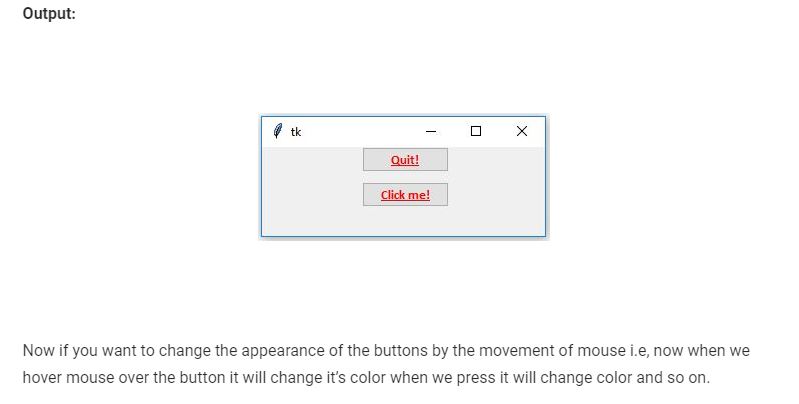 Output:
tk
Quit!
Click me!
Now if you want to change the appearance of the buttons by the movement of mouse i.e, now when we
hover mouse over the button it will change it’s color when we press it will change color and so on.